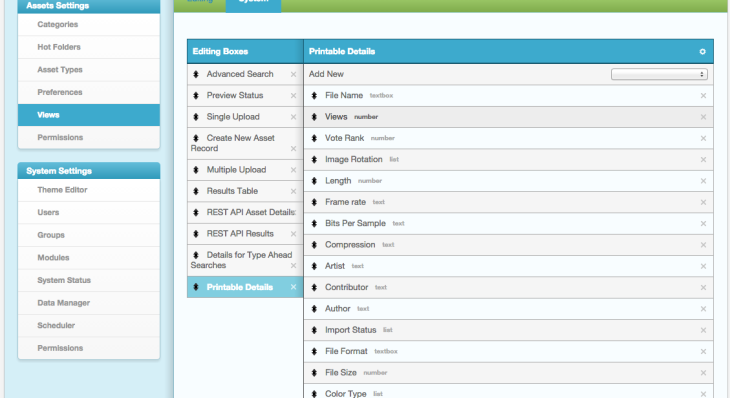 Assets Settings
Categories
Hot Folders
Asset Types
Preferences
Views
Permissions
System Settings
Theme Editor
Users
Groups
Modules
System Status
Data Manager
Scheduler
Permissions
Editing System
Editing Boxes
Advanced Search ×
Preview Status ×
Single Upload ×
Create New Asset
Record ×
Multiple Upload ×
Results Table ×
REST API Asset Details
REST API Results ×
Details for Type Ahead
Searches ×
Printable Details ×
Printable Details
Add New
File Name textbox ×
Views number ×
Vote Rank number ×
Image Rotation list ×
Length number ×
Frame rate text ×
Bits Per Sample text ×
Compression text ×
Artist text ×
Contributor text ×
Author text ×
Import Status list ×
File Format textbox ×
File Size number ×
Color Type list ×